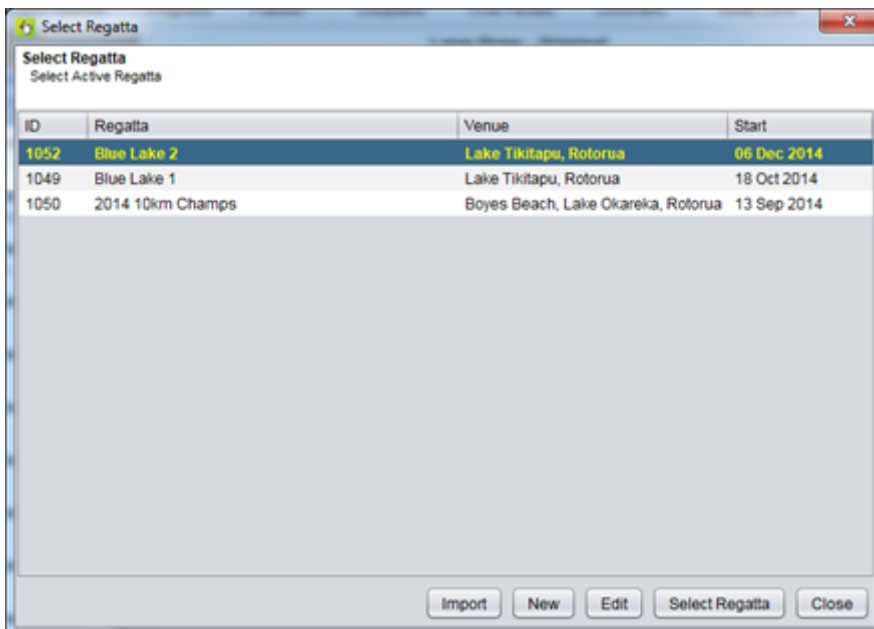 Select Regatta
Select Regatta
Select Active Regatta
ID Regatta Venue Start
1052 Blue Lake 2 Lake Tikitapu, Rotorua 06 Dec 2014
1049 Blue Lake 1 Lake Tikitapu, Rotorua 18 Oct 2014
1050 2014 10km Champs Boyes Beach, Lake Okareka, Rotorua 13 Sep 2014
Import New Edit Select Regatta Close